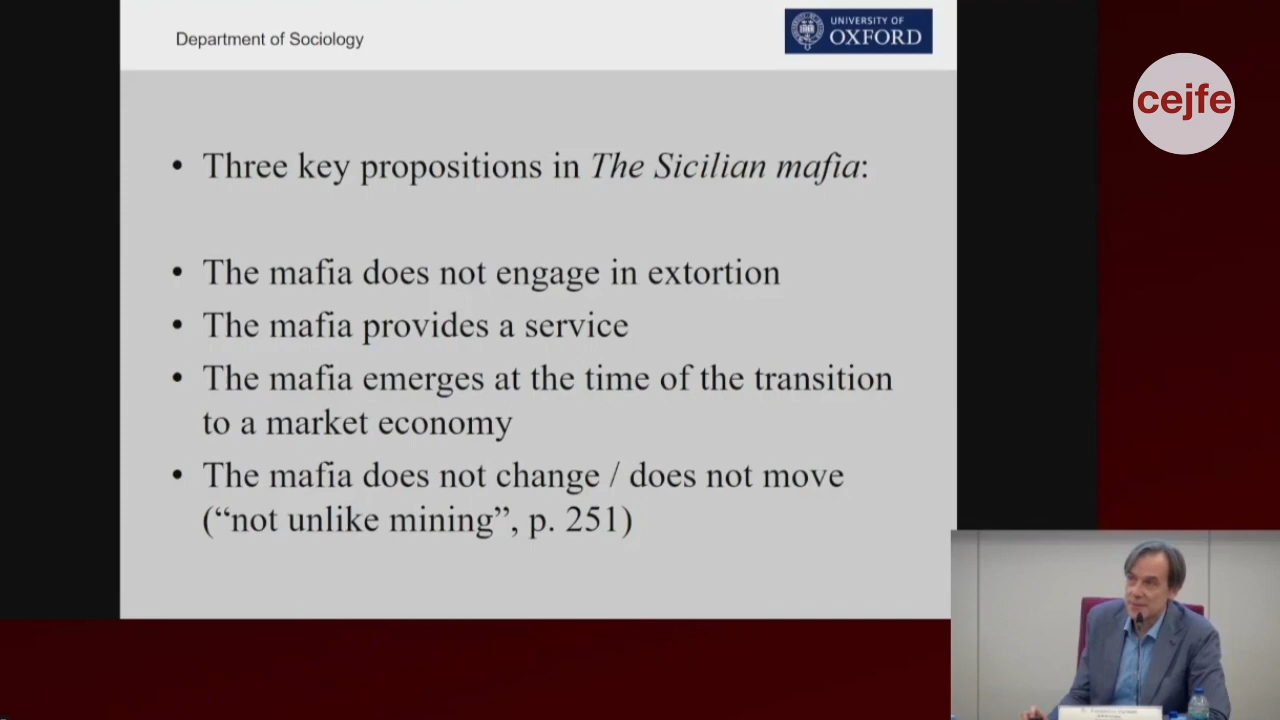 Department of Sociology
UNIVERSITY OF
OXFORD
cejfe
• Three key propositions in The Sicilian mafia:
• The mafia does not engage in extortion
• The mafia provides a service
• The mafia emerges at the time of the transition
to a market economy
• The mafia does not change / does not move
(“not unlike mining”, p. 251)